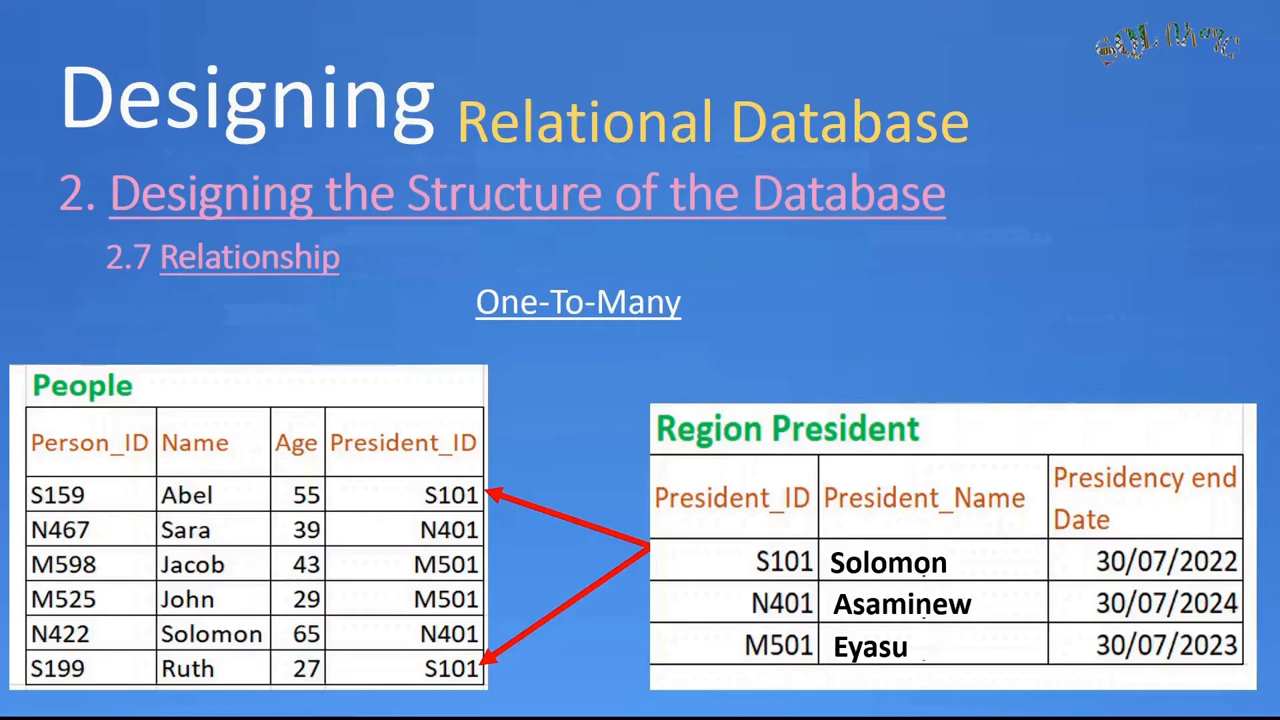 SQL በአማርኛ
Designing Relational Database
2. Designing the Structure of the Database
2.7 Relationship
One-To-Many
People
Person_ID Name Age President_ID
S159 Abel 55 S101
N467 Sara 39 N401
M598 Jacob 43 M501
M525 John 29 M501
N422 Solomon 65 N401
S199 Ruth 27 S101
Region President
President_ID President_Name Presidency end
Date
S101 Solomon 30/07/2022
N401 Asaminew 30/07/2024
M501 Eyasu 30/07/2023